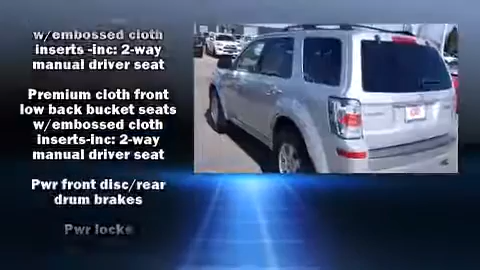 w/embossed cloth
inserts -inc: 2-way
manual driver seat
Premium cloth front
low back bucket seats
w/embossed cloth
inserts-inc: 2-way
manual driver seat
Pwr front disc/rear
drum brakes
Pwr locks